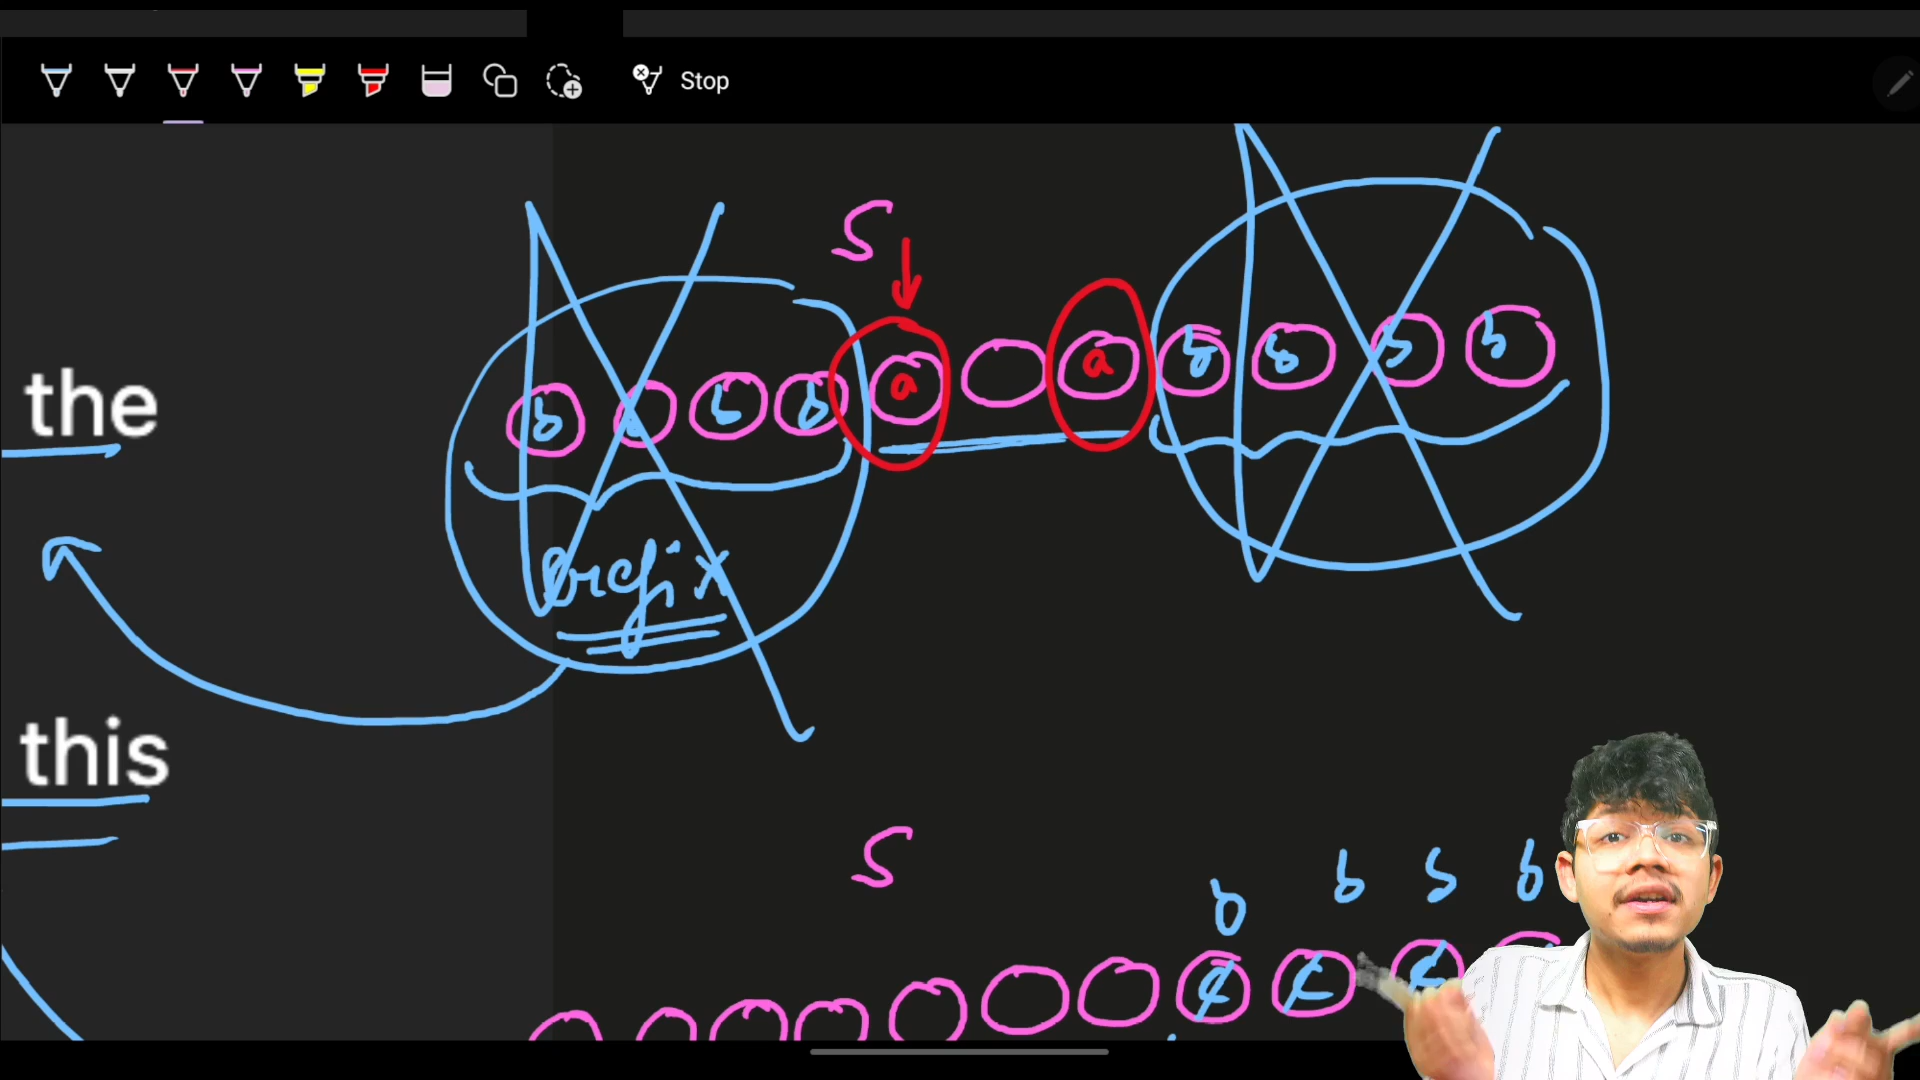 Stop
S
b b b a a b b b b
the
prefix
this
S
b b b b
c c c